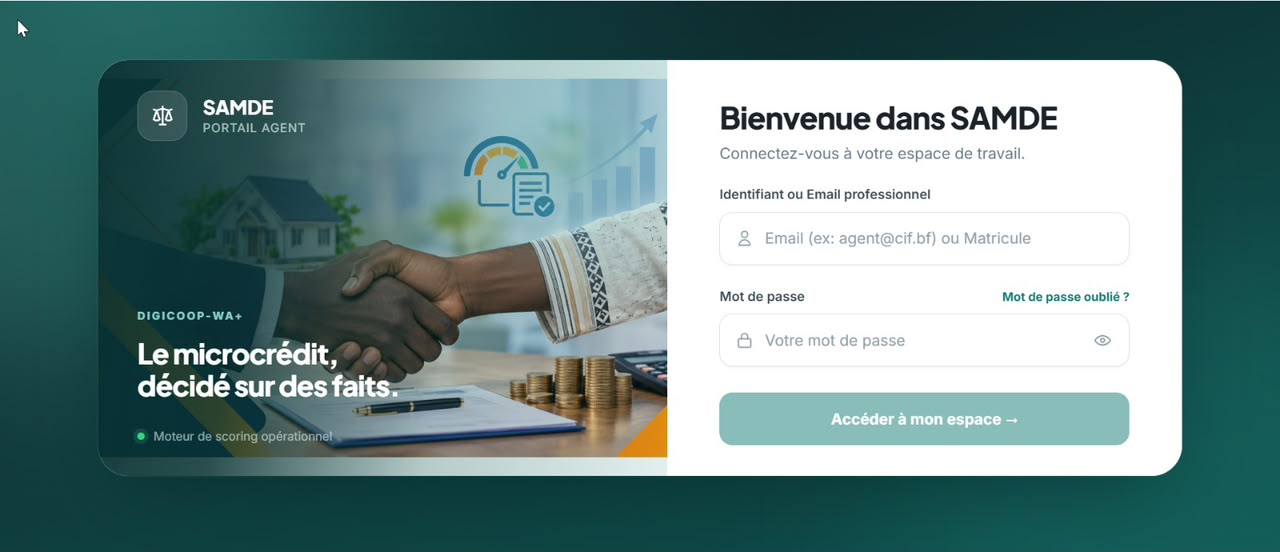 SAMDE
PORTAIL AGENT
DIGICOOP-WA+
Le microcrédit,
décidé sur des faits.
Moteur de scoring opérationnel
Bienvenue dans SAMDE
Connectez-vous à votre espace de travail.
Identifiant ou Email professionnel
Email (ex: agent@cif.bf) ou Matricule
Mot de passe
Mot de passe oublié ?
Votre mot de passe
Accéder à mon espace →